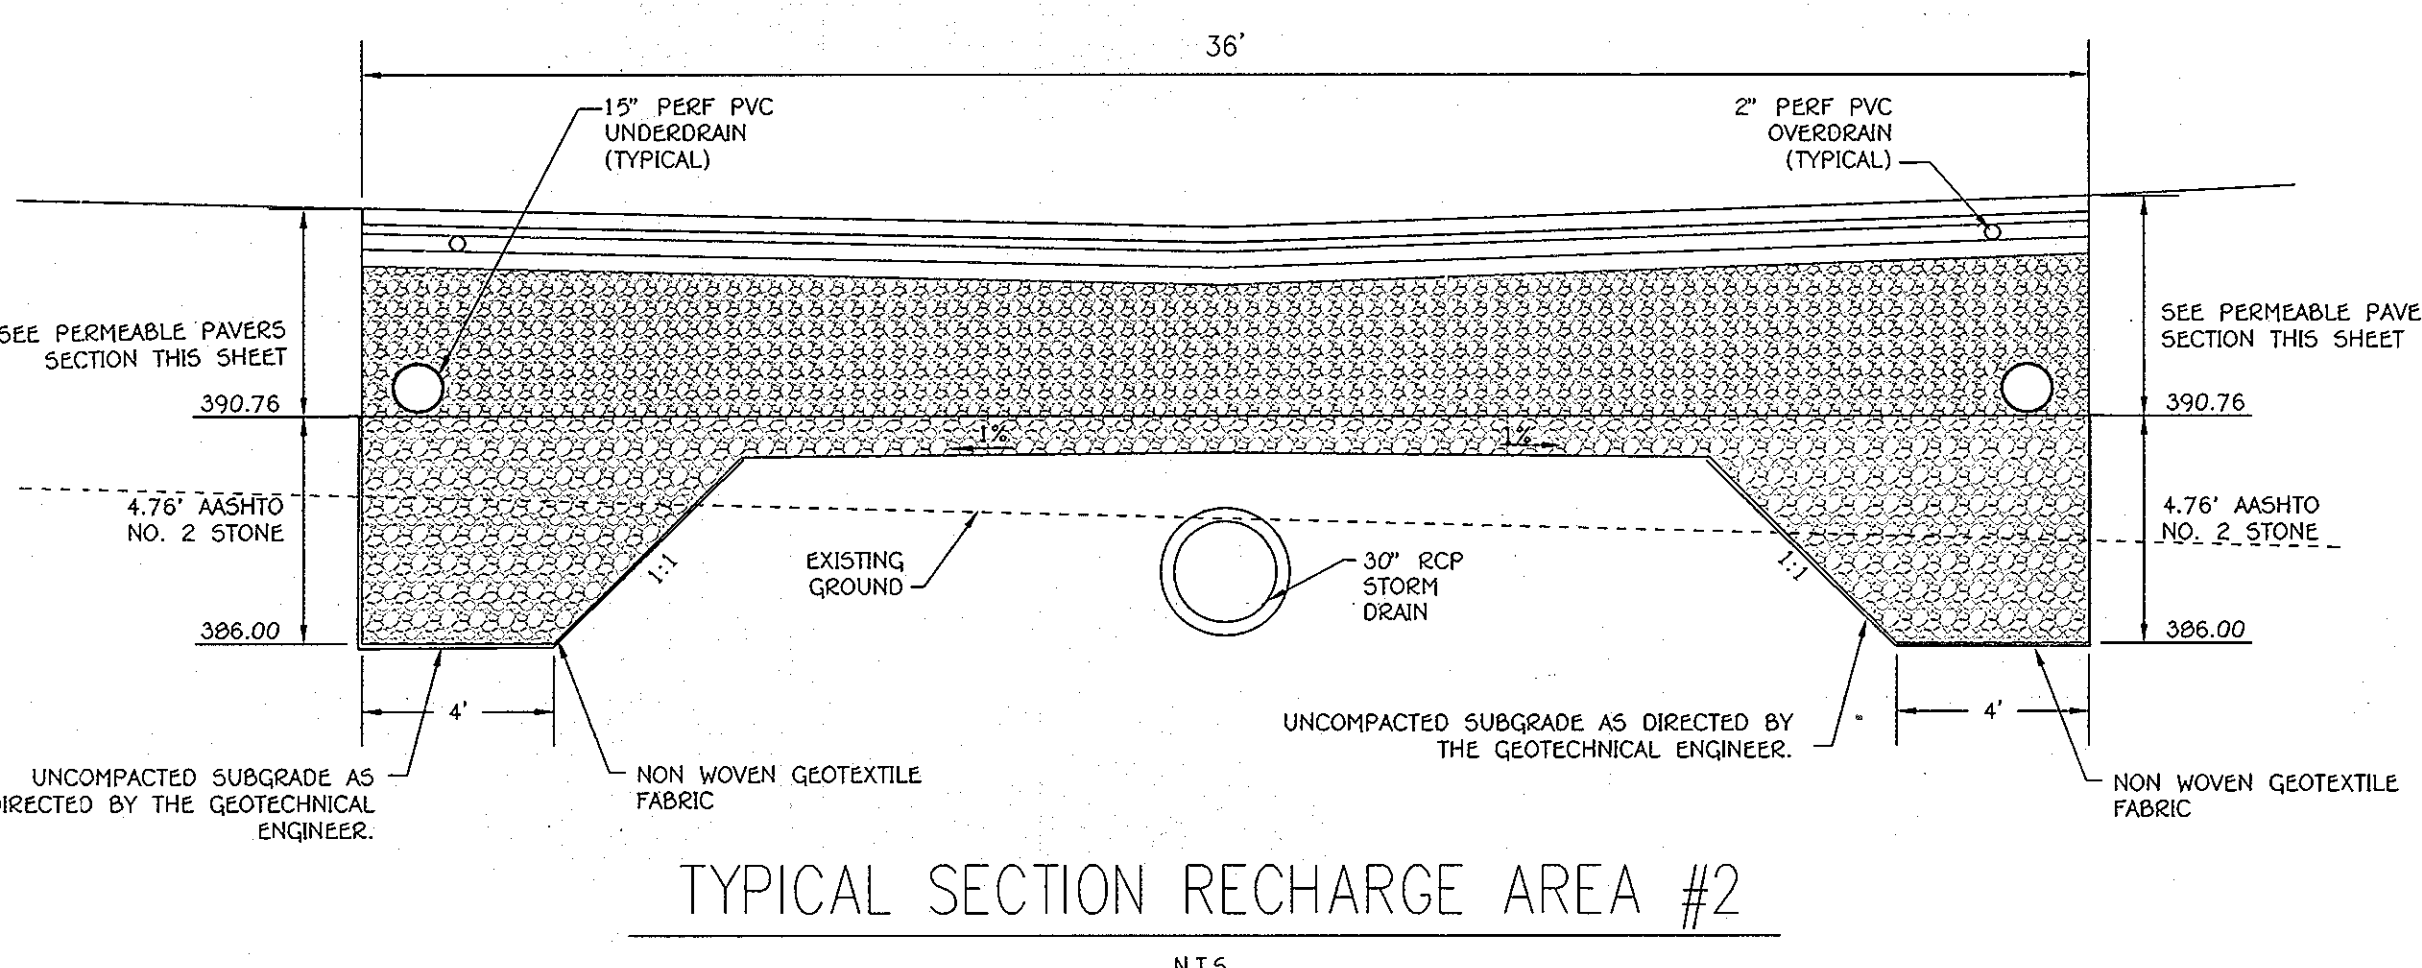 36'
15" PERF PVC
UNDERDRAIN
(TYPICAL)
2" PERF PVC
OVERDRAIN
(TYPICAL)
SEE PERMEABLE PAVERS
SECTION THIS SHEET
SEE PERMEABLE PAVE
SECTION THIS SHEET
390.76
390.76
1%
1%
4.76' AASHTO
NO. 2 STONE
4.76' AASHTO
NO. 2 STONE
1:1
EXISTING
GROUND
30" RCP
STORM
DRAIN
1:1
386.00
386.00
4'
4'
UNCOMPACTED SUBGRADE AS
DIRECTED BY THE GEOTECHNICAL
ENGINEER.
NON WOVEN GEOTEXTILE
FABRIC
UNCOMPACTED SUBGRADE AS DIRECTED BY
THE GEOTECHNICAL ENGINEER.
NON WOVEN GEOTEXTILE
FABRIC
TYPICAL SECTION RECHARGE AREA #2
N.T.S.